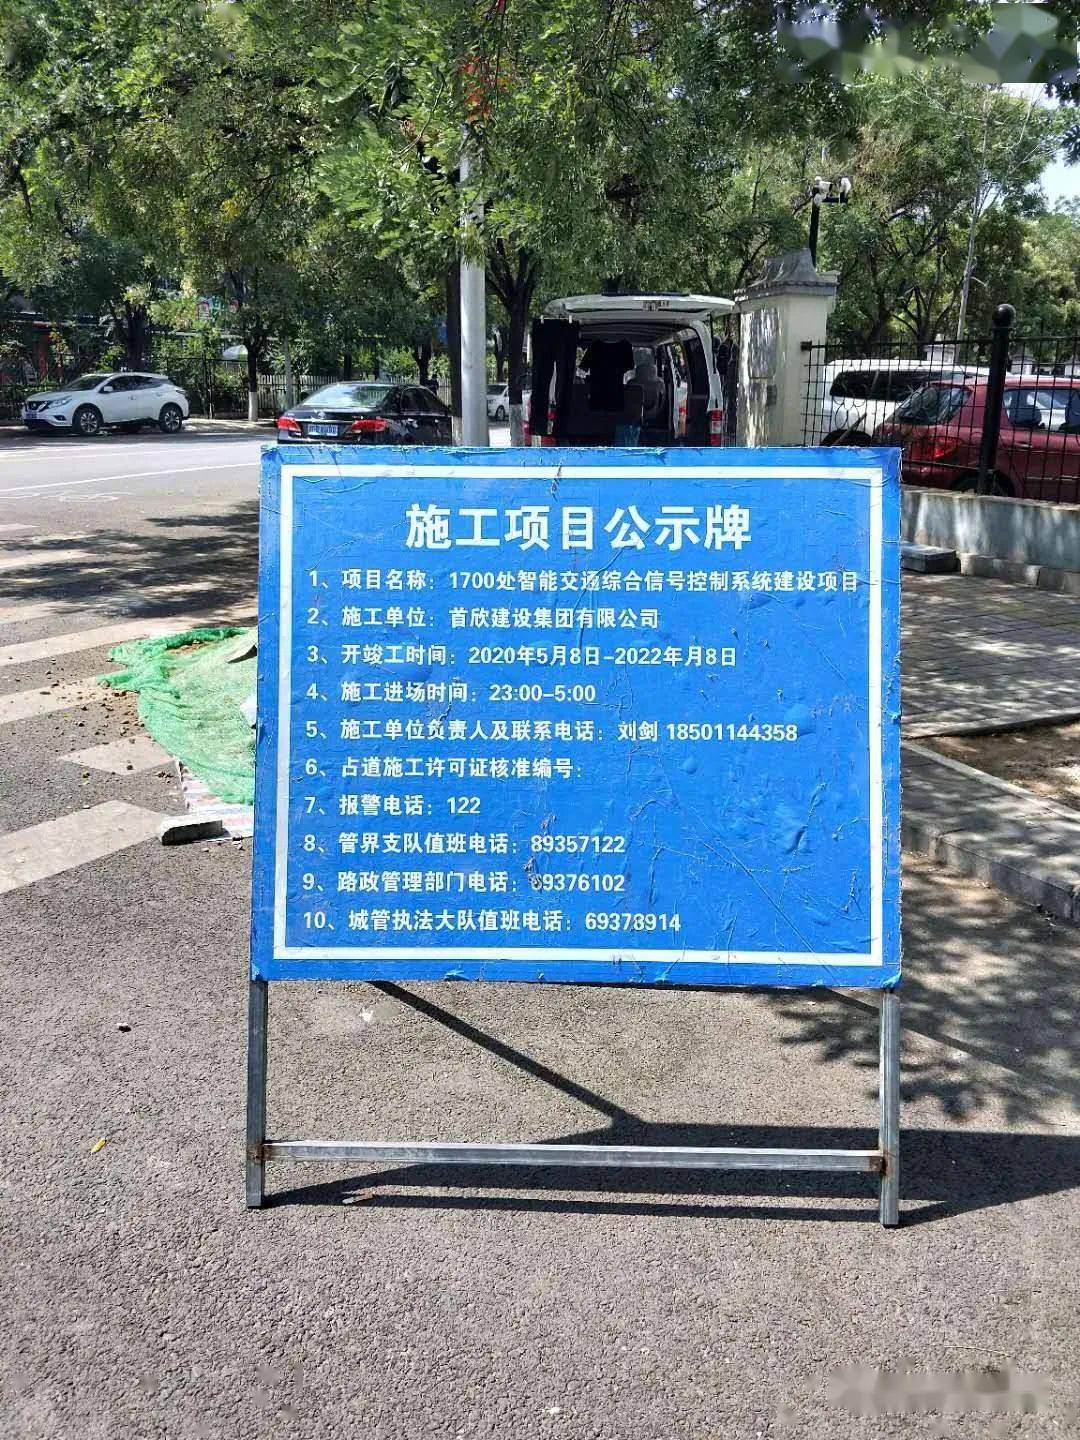 施工项目公示牌
1、项目名称：1700处智能交通综合信号控制系统建设项目
2、施工单位：首欣建设集团有限公司
3、开竣工时间：2020年5月8日-2022年月8日
4、施工进场时间：23:00-5:00
5、施工单位负责人及联系电话：刘剑 18501144358
6、占道施工许可证核准编号：
7、报警电话：122
8、管界支队值班电话：89357122
9、路政管理部门电话：
10、城管执法大队值班电话：69378914